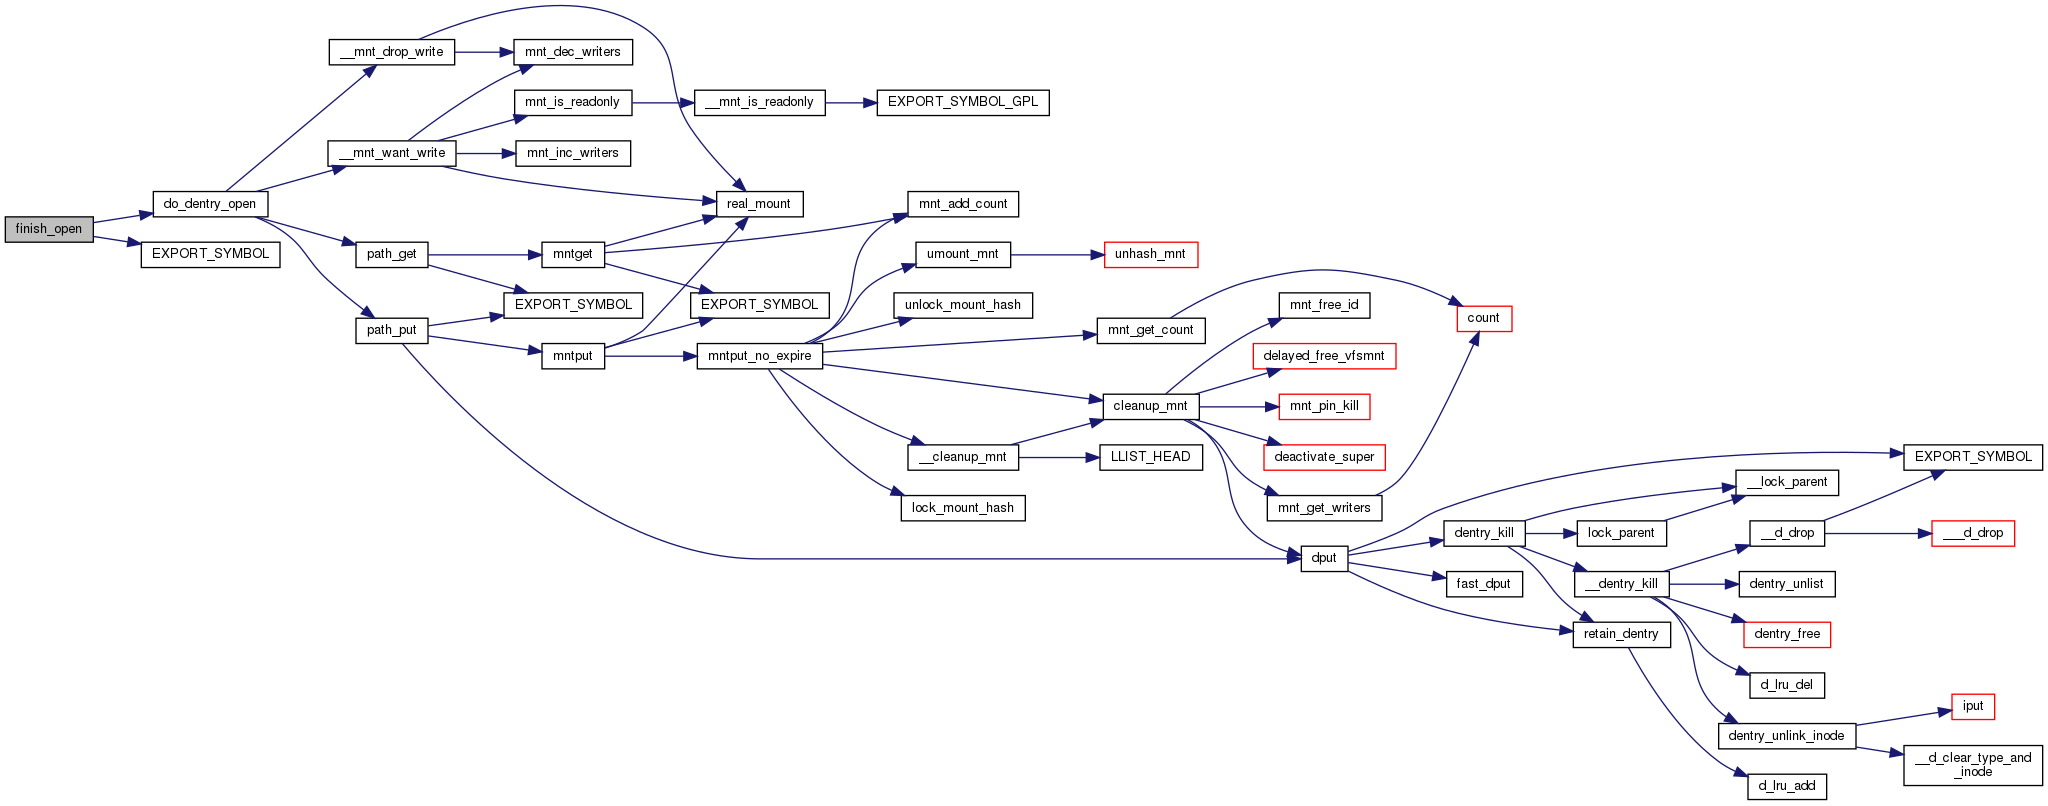 __mnt_drop_write
mnt_dec_writers
mnt_is_readonly
__mnt_is_readonly
EXPORT_SYMBOL_GPL
__mnt_want_write
mnt_inc_writers
do_dentry_open
real_mount
mnt_add_count
finish_open
EXPORT_SYMBOL
path_get
mntget
umount_mnt
unhash_mnt
EXPORT_SYMBOL
EXPORT_SYMBOL
unlock_mount_hash
mnt_free_id
count
path_put
mntput
mntput_no_expire
mnt_get_count
delayed_free_vfsmnt
cleanup_mnt
mnt_pin_kill
__cleanup_mnt
LLIST_HEAD
deactivate_super
EXPORT_SYMBOL
__lock_parent
lock_mount_hash
mnt_get_writers
dentry_kill
lock_parent
__d_drop
___d_drop
dput
fast_dput
__dentry_kill
dentry_unlist
retain_dentry
dentry_free
d_lru_del
iput
dentry_unlink_inode
__d_clear_type_and
_inode
d_lru_add